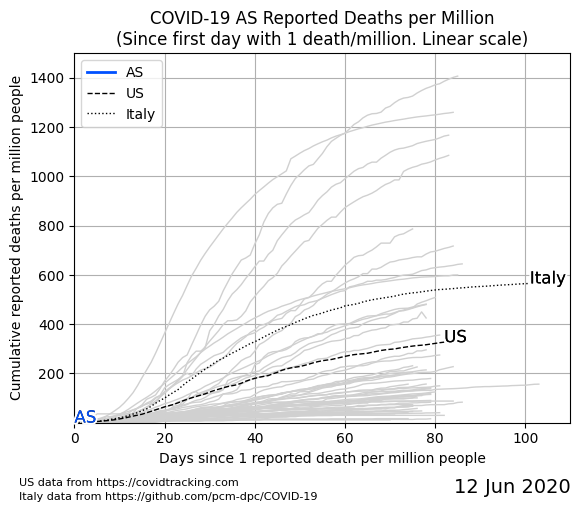 COVID-19 AS Reported Deaths per Million
(Since first day with 1 death/million. Linear scale)
Cumulative reported deaths per million people
1400
1200
1000
800
600
400
200
AS
US
Italy
Italy
US
AS
0
20
40
60
80
100
Days since 1 reported death per million people
US data from https://covidtracking.com
Italy data from https://github.com/pcm-dpc/COVID-19
12 Jun 2020